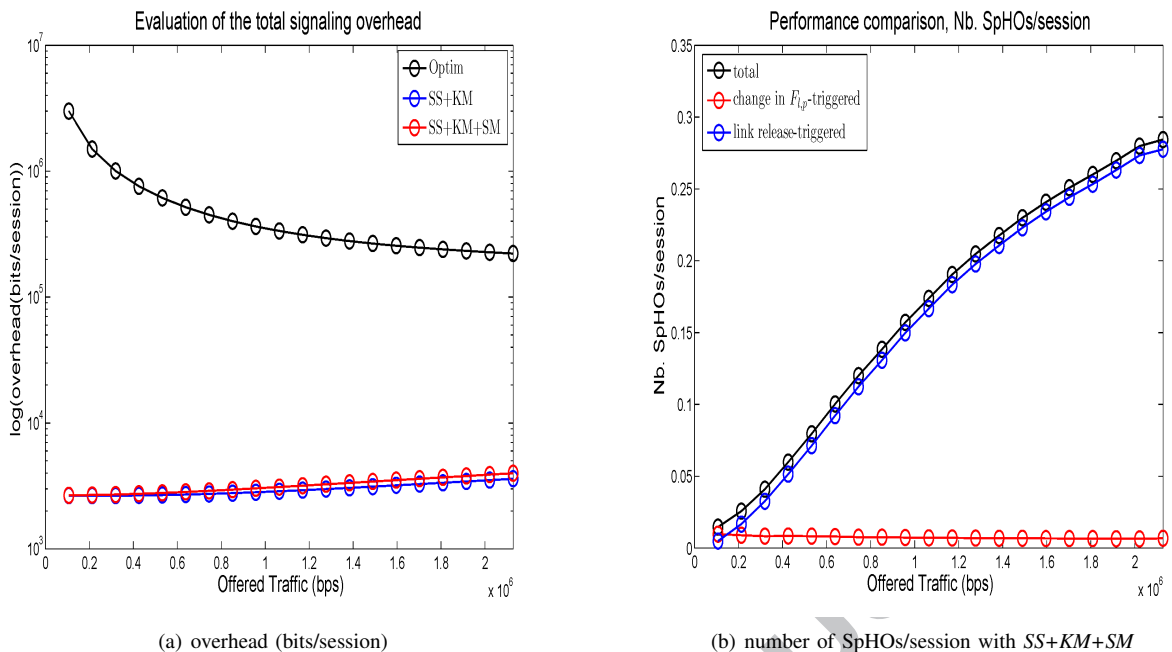 Evaluation of the total signaling overhead
10^7
10^6
10^5
10^4
10^3
log(overhead(bits/session))
Optim
SS+KM
SS+KM+SM
0 0.2 0.4 0.6 0.8 1 1.2 1.4 1.6 1.8 2
x 10^6
Offered Traffic (bps)
(a) overhead (bits/session)
Performance comparison, Nb. SpHOs/session
0.35
0.3
0.25
0.2
0.15
0.1
0.05
0
Nb. SpHO/session
total
change in F_{l,p}-triggered
link release-triggered
0 0.2 0.4 0.6 0.8 1 1.2 1.4 1.6 1.8 2
x 10^6
Offered Traffic (bps)
(b) number of SpHOs/session with SS+KM+SM